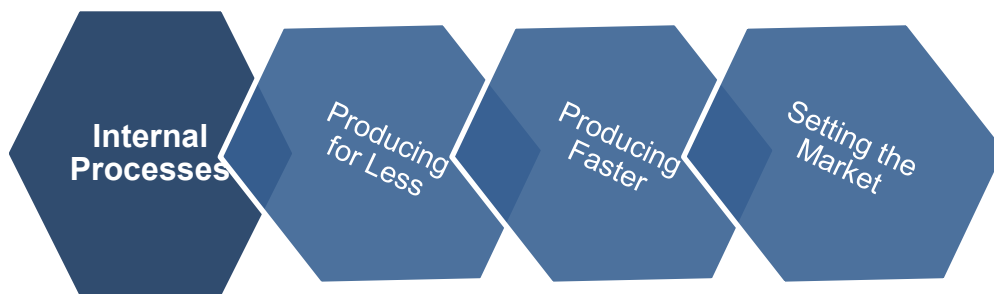 Internal
Processes
Producing
for Less
Producing
Faster
Setting the
Market